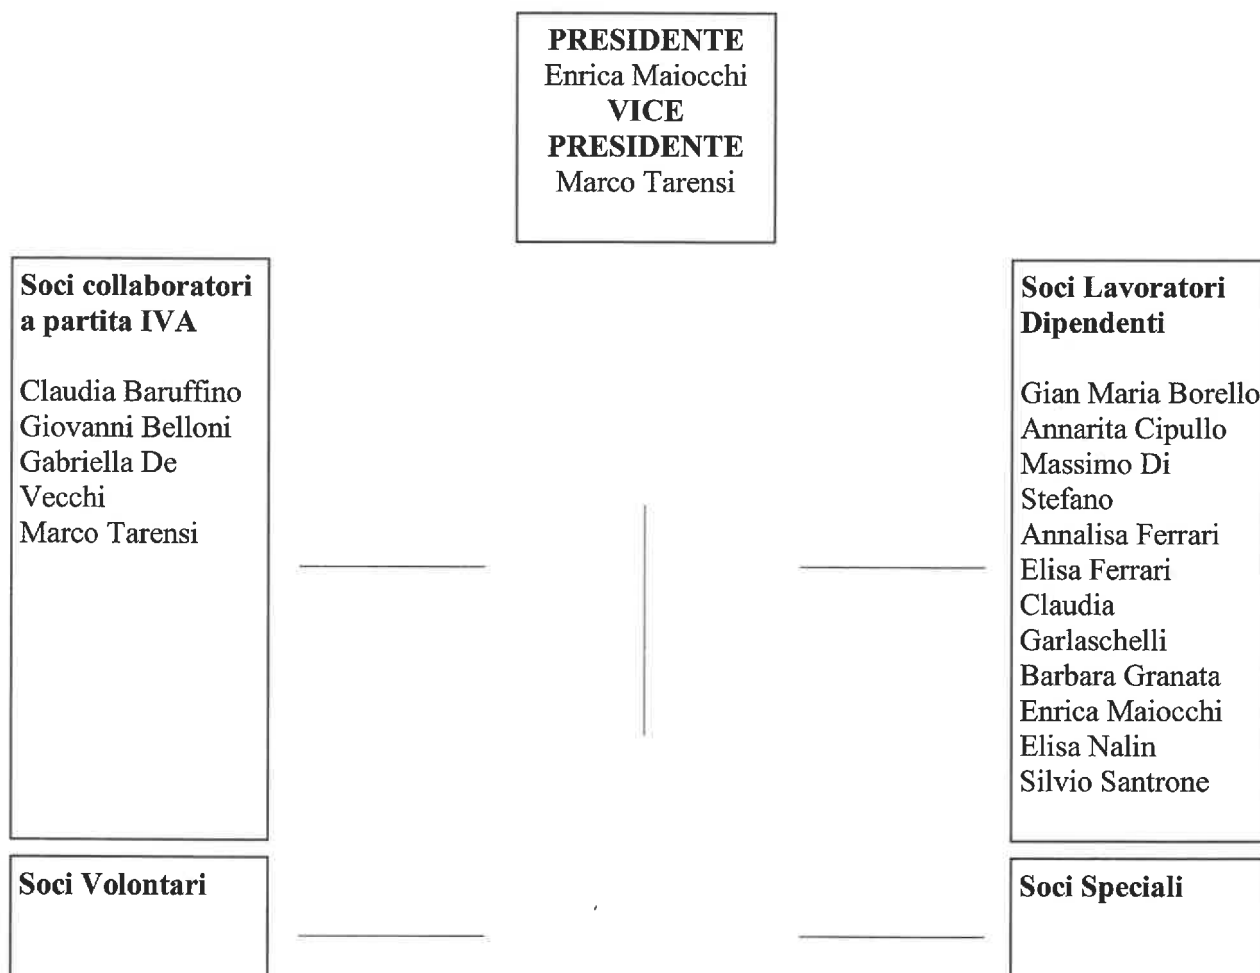 PRESIDENTE
Enrica Maiocchi
VICE
PRESIDENTE
Marco Tarensi
Soci collaboratori
a partita IVA
Claudia Baruffino
Giovanni Belloni
Gabriella De
Vecchi
Marco Tarensi
Soci Lavoratori
Dipendenti
Gian Maria Borello
Annarita Cipullo
Massimo Di
Stefano
Annalisa Ferrari
Elisa Ferrari
Claudia
Garlaschelli
Barbara Granata
Enrica Maiocchi
Elisa Nalin
Silvio Santrone
Soci Volontari
Soci Speciali